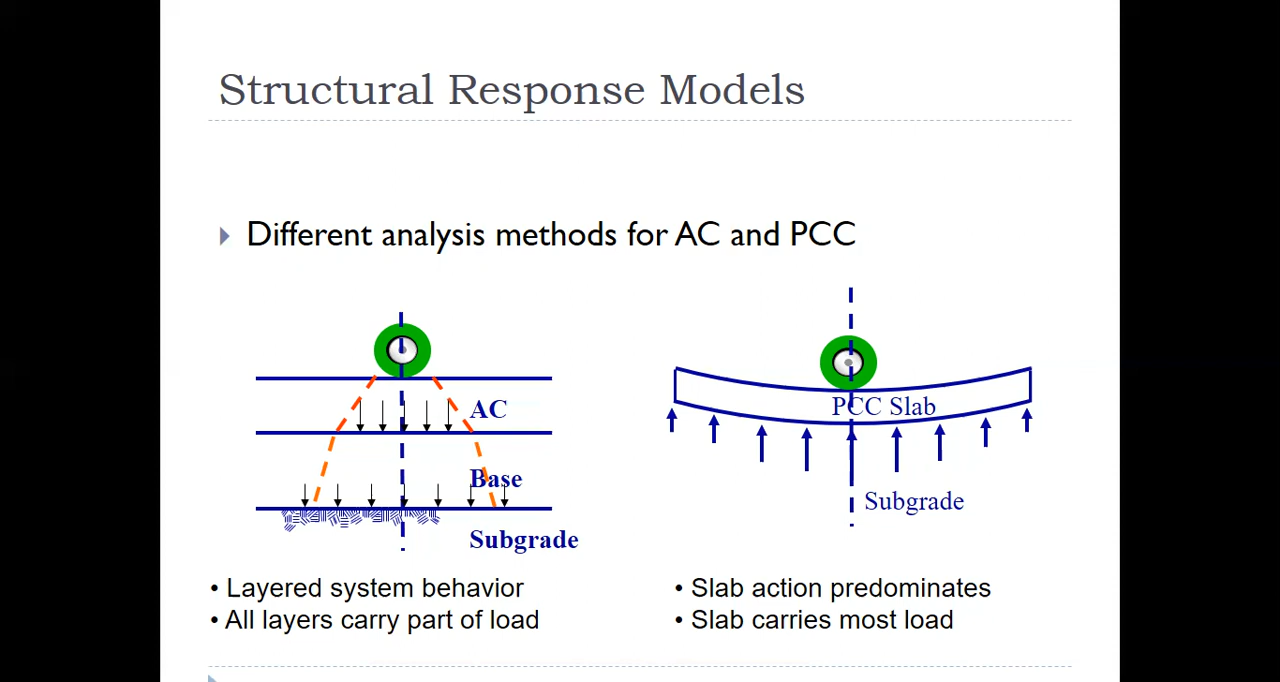 Structural Response Models
Different analysis methods for AC and PCC
AC
Base
Subgrade
PCC Slab
Subgrade
• Layered system behavior
• All layers carry part of load
• Slab action predominates
• Slab carries most load